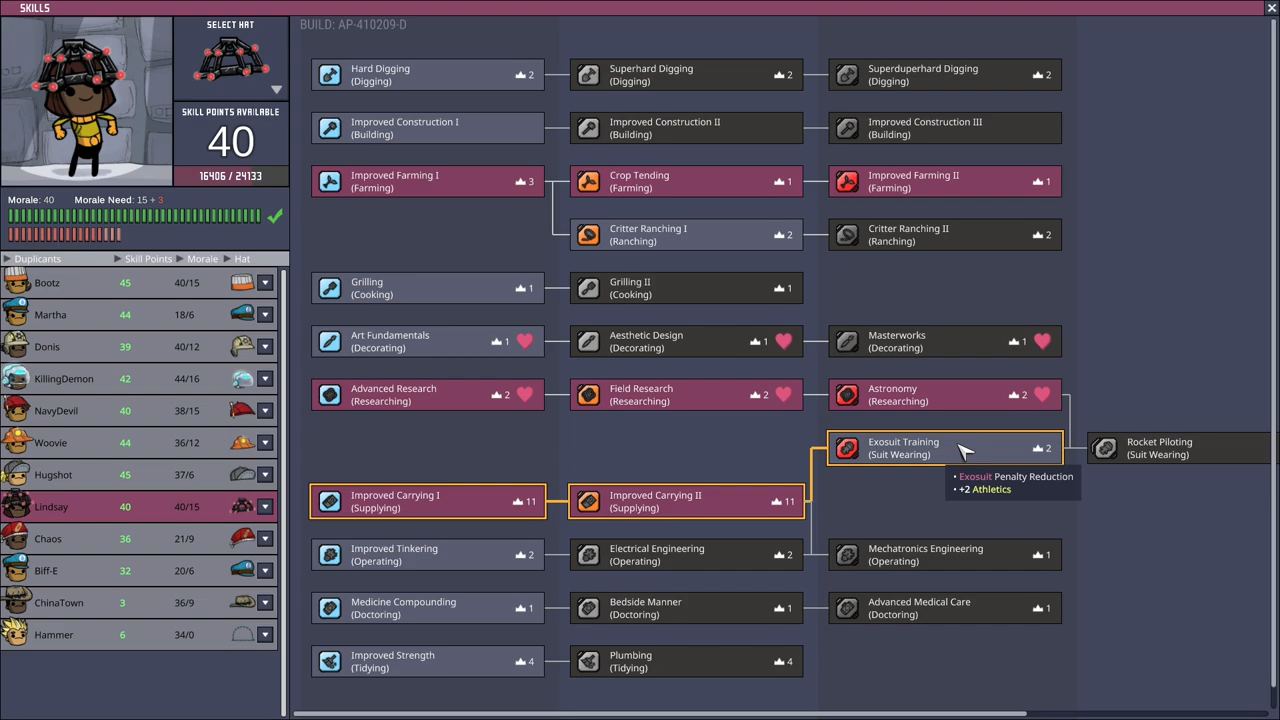 SKILLS
SELECT HAT
SKILL POINTS AVAILABLE
40
16406 / 24133
Morale: 40 Morale Need: 15 + 3
Duplicants Skill Points Morale Hat
Bootz 45 40/15
Martha 44 18/6
Donis 39 40/12
KillingDemon 42 44/16
NavyDevil 40 38/15
Woovie 44 36/12
Hugshot 45 37/6
Lindsay 40 40/15
Chaos 36 21/9
Biff-E 32 20/6
ChinaTown 3 36/9
Hammer 6 34/0
BUILD: AP-410209-D
Hard Digging
(Digging)
2
Superhard Digging
(Digging)
2
Superduperhard Digging
(Digging)
2
Improved Construction I
(Building)
Improved Construction II
(Building)
Improved Construction III
(Building)
Improved Farming I
(Farming)
3
Crop Tending
(Farming)
1
Improved Farming II
(Farming)
1
Critter Ranching I
(Ranching)
2
Critter Ranching II
(Ranching)
2
Grilling
(Cooking)
1
Grilling II
(Cooking)
1
Art Fundamentals
(Decorating)
1
Aesthetic Design
(Decorating)
1
Masterworks
(Decorating)
1
Advanced Research
(Researching)
2
Field Research
(Researching)
2
Astronomy
(Researching)
2
Exosuit Training
(Suit Wearing)
2
Rocket Piloting
(Suit Wearing)
• Exosuit Penalty Reduction
• +2 Athletics
Improved Carrying I
(Supplying)
11
Improved Carrying II
(Supplying)
11
Improved Tinkering
(Operating)
2
Electrical Engineering
(Operating)
2
Mechatronics Engineering
(Operating)
1
Medicine Compounding
(Doctoring)
1
Bedside Manner
(Doctoring)
1
Advanced Medical Care
(Doctoring)
1
Improved Strength
(Tidying)
4
Plumbing
(Tidying)
4